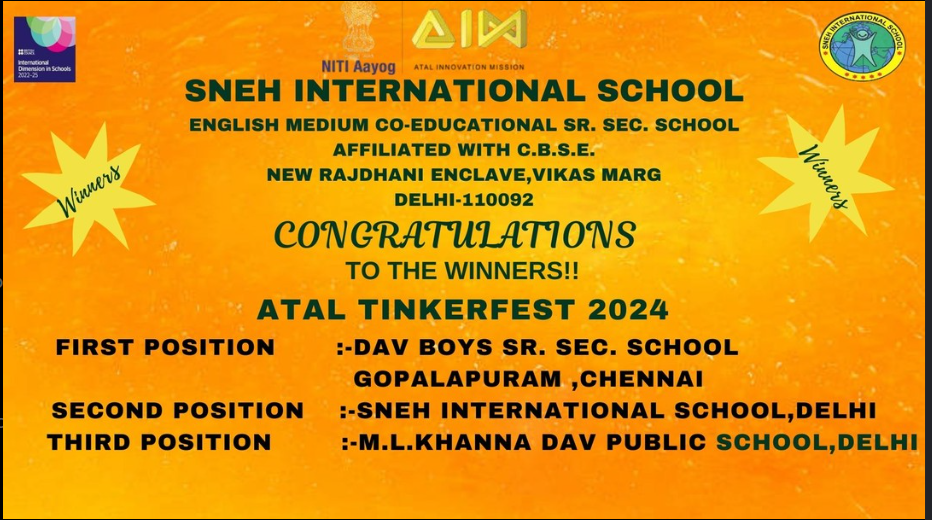 BRITISH COUNCIL
International
Dimension in Schools
2022-25
NITI Aayog
AIM
ATAL INNOVATION MISSION
SNEH INTERNATIONAL SCHOOL
SNEH INTERNATIONAL SCHOOL
ENGLISH MEDIUM CO-EDUCATIONAL SR. SEC. SCHOOL
AFFILIATED WITH C.B.S.E.
NEW RAJDHANI ENCLAVE,VIKAS MARG
DELHI-110092
Winners
Winners
CONGRATULATIONS
TO THE WINNERS!!
ATAL TINKERFEST 2024
FIRST POSITION :-DAV BOYS SR. SEC. SCHOOL
GOPALAPURAM ,CHENNAI
SECOND POSITION :-SNEH INTERNATIONAL SCHOOL,DELHI
THIRD POSITION :-M.L.KHANNA DAV PUBLIC SCHOOL,DELHI